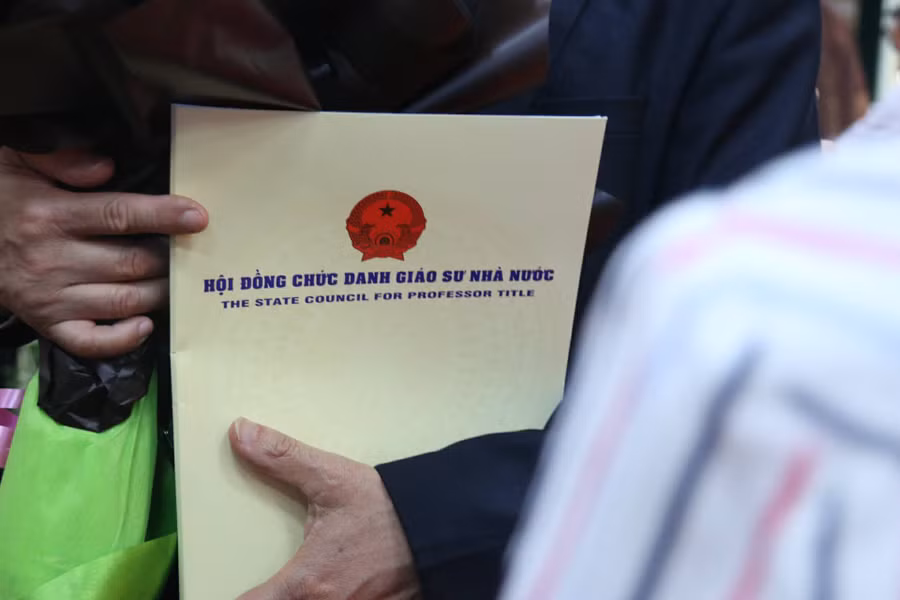 HỘI ĐỒNG CHỨC DANH GIÁO SƯ NHÀ NƯỚC
THE STATE COUNCIL FOR PROFESSOR TITLE